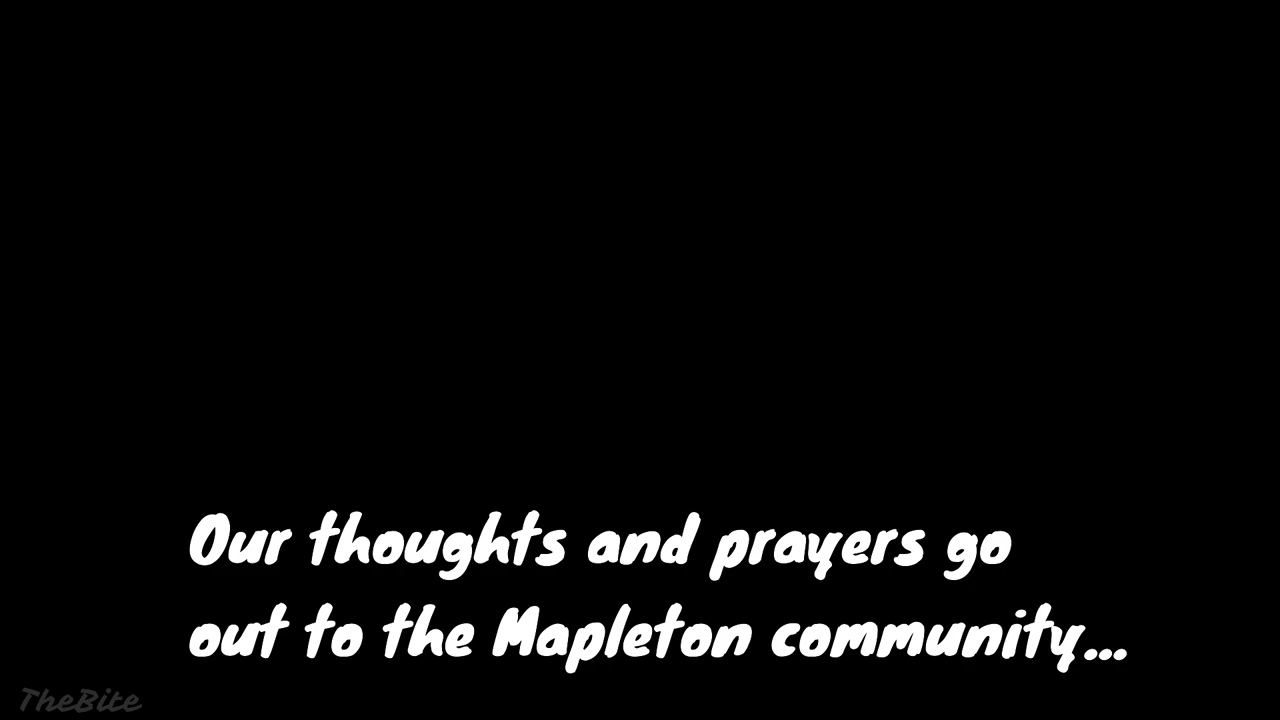 Our thoughts and prayers go
out to the Mapleton community...
TheBite